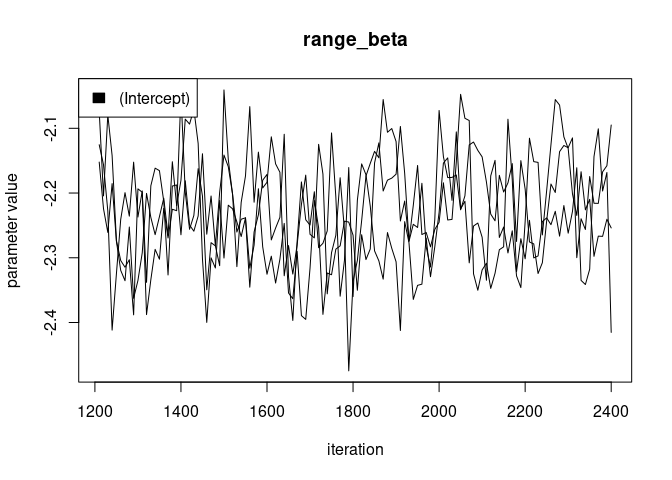 range_beta
(Intercept)
-2.1
-2.2
-2.3
-2.4
parameter value
1200 1400 1600 1800 2000 2200 2400
iteration